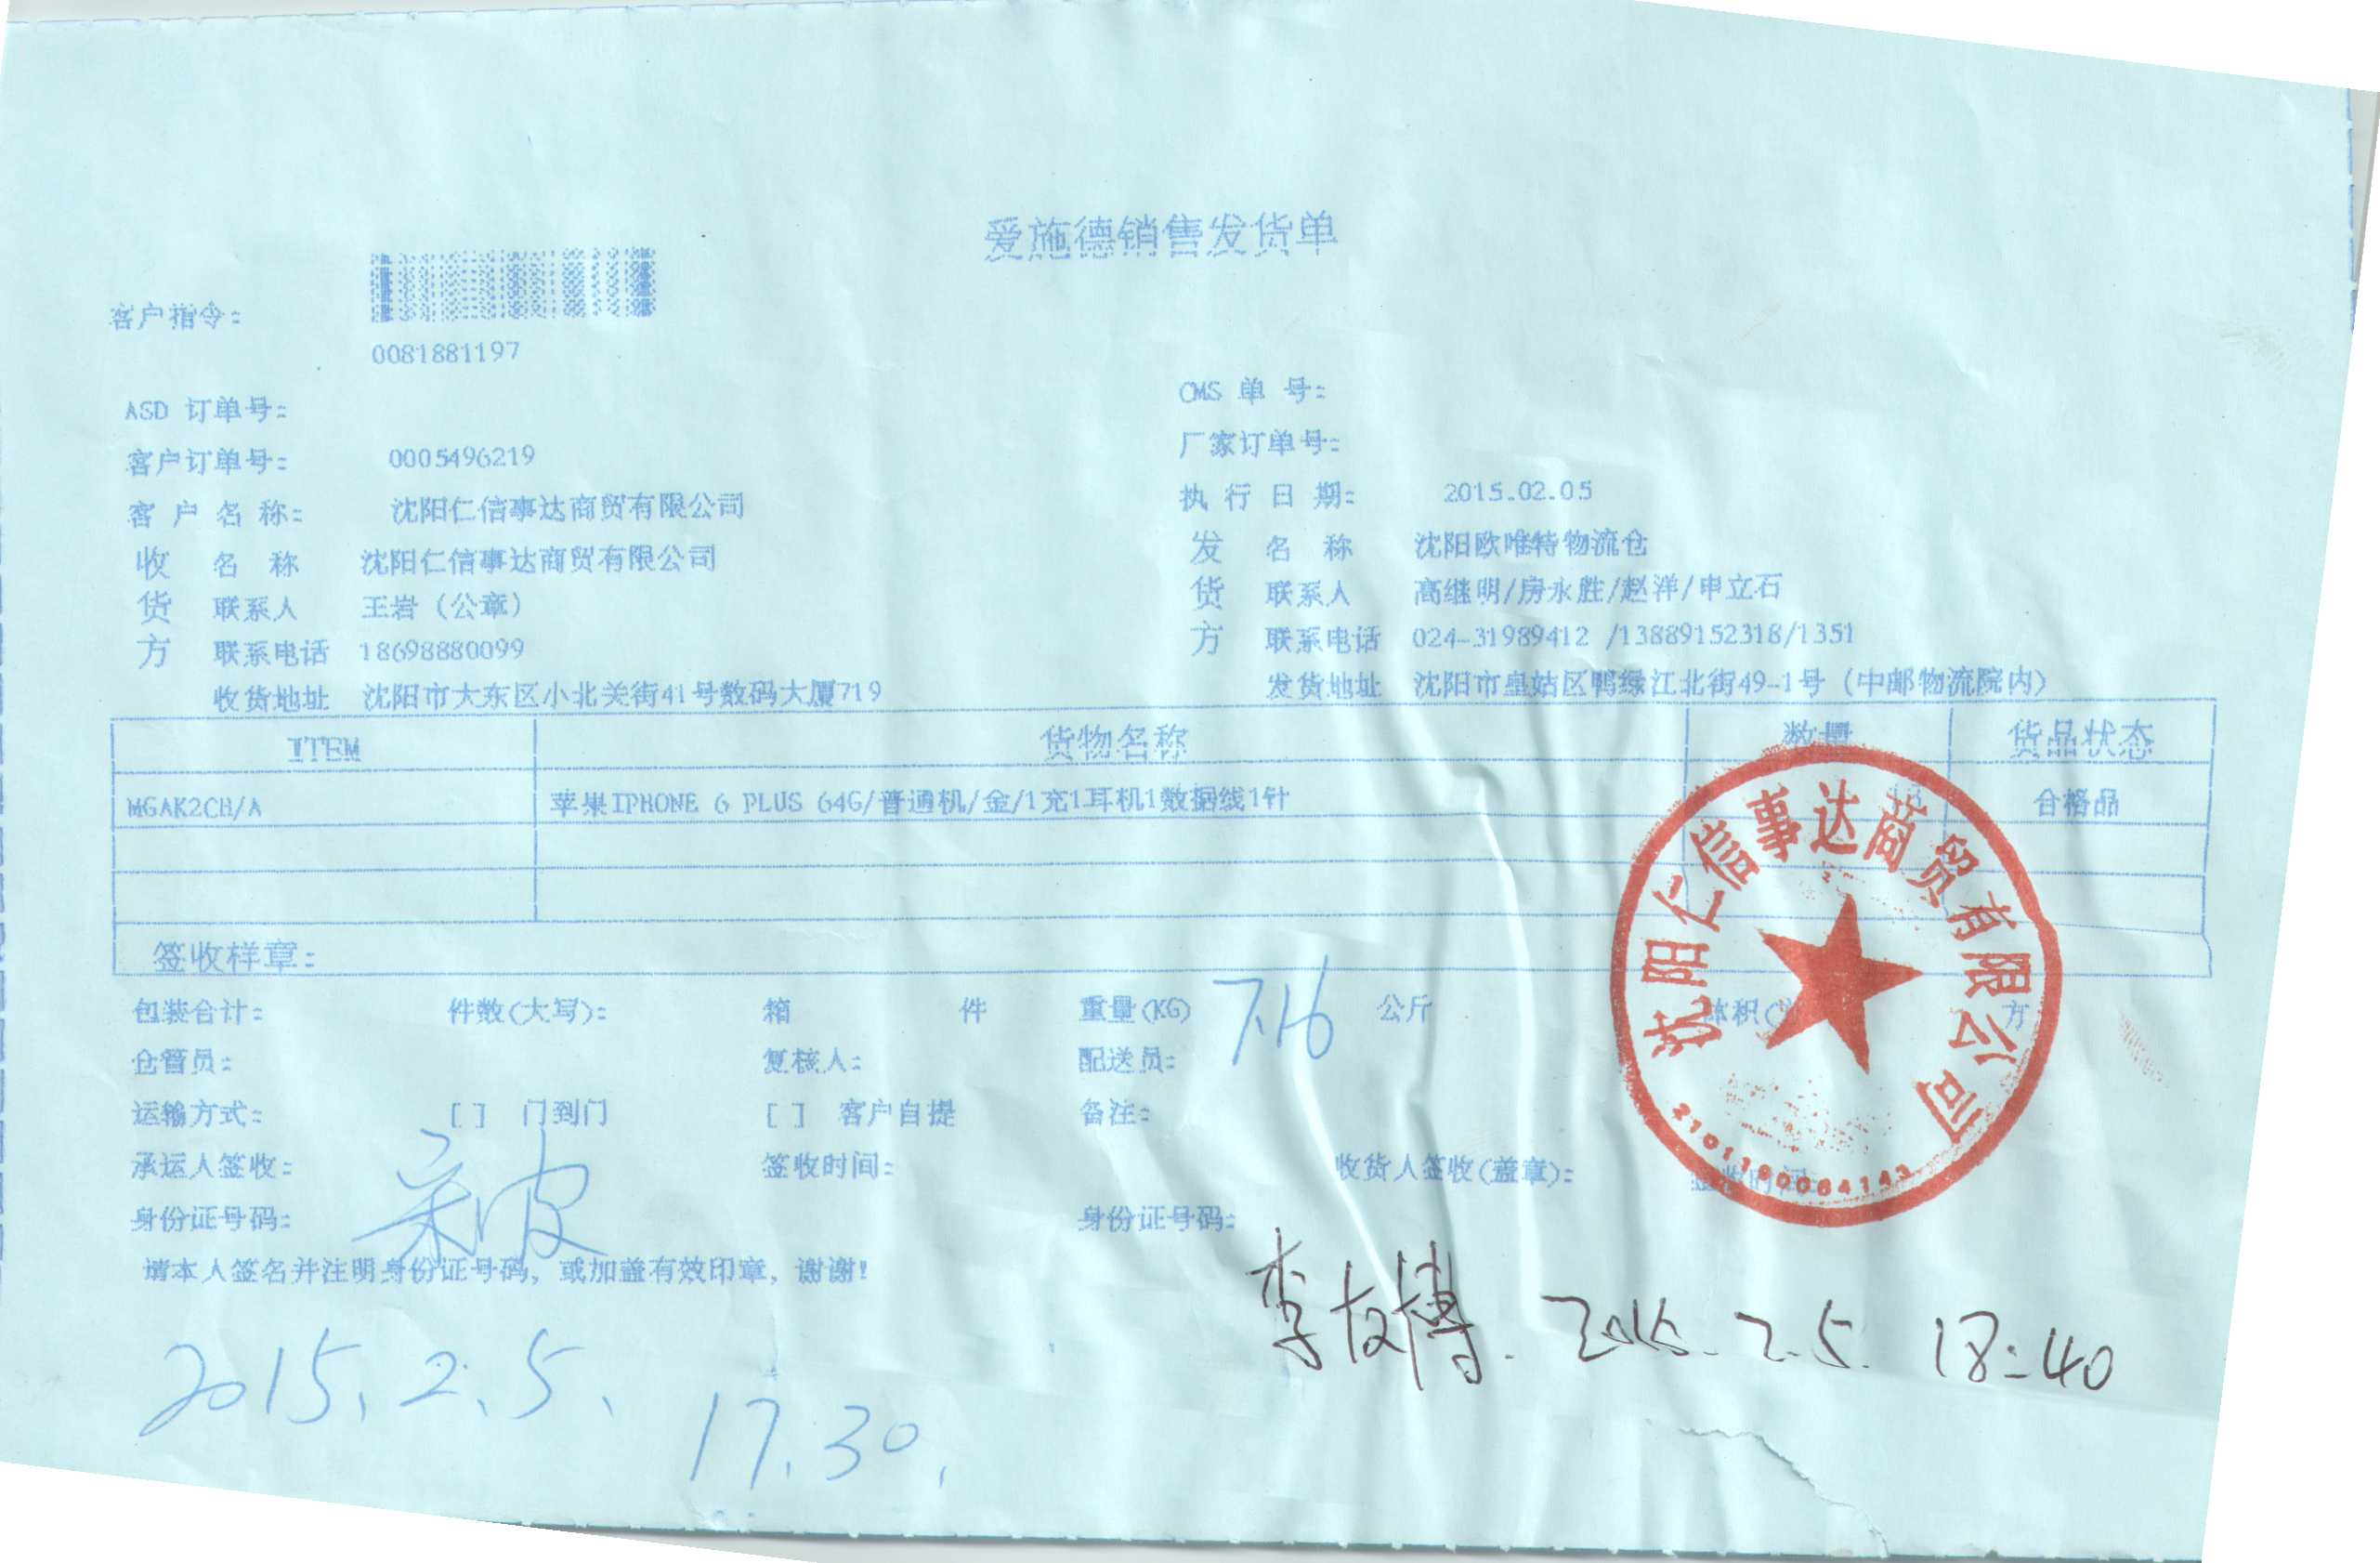 爱施德销售发货单
客户指令:
0081881197
ASD 订单号:
CMS 单 号:
客户订单号: 0005496219
厂家订单号:
客 户 名 称: 沈阳仁信事达商贸有限公司
执 行 日 期: 2015.02.05
收 名 称 沈阳仁信事达商贸有限公司
发 名 称 沈阳欧唯特物流仓
货 联系人 王岩 (公章)
货 联系人 高继明/房永胜/赵洋/申立石
方 联系电话 18698880099
方 联系电话 024-31989412 /13889152318/1351
收货地址 沈阳市大东区小北关街41号数码大厦719
发货地址 沈阳市皇姑区鸭绿江北街49-1号 (中邮物流院内)
ITEM 货物名称 数量 货品状态
MGAK2CH/A 苹果IPHONE 6 PLUS 64G/普通机/金/1充1耳机1数据线1针 合格品
签收样章:
包装合计: 件数(大写): 箱 件 重量(KG) 7.16 公斤 体积( 方
仓管员: 复核人: 配送员:
运输方式: [ ] 门到门 [ ] 客户自提 备注:
承运人签收: 签收时间: 收货人签收(盖章): 签收时间:
身份证号码: 身份证号码:
请本人签名并注明身份证号码, 或加盖有效印章, 谢谢!
沈阳仁信事达商贸有限公司
2101190064143
李友博. 2015. 2.5. 18:40
2015. 2. 5.
17.30.